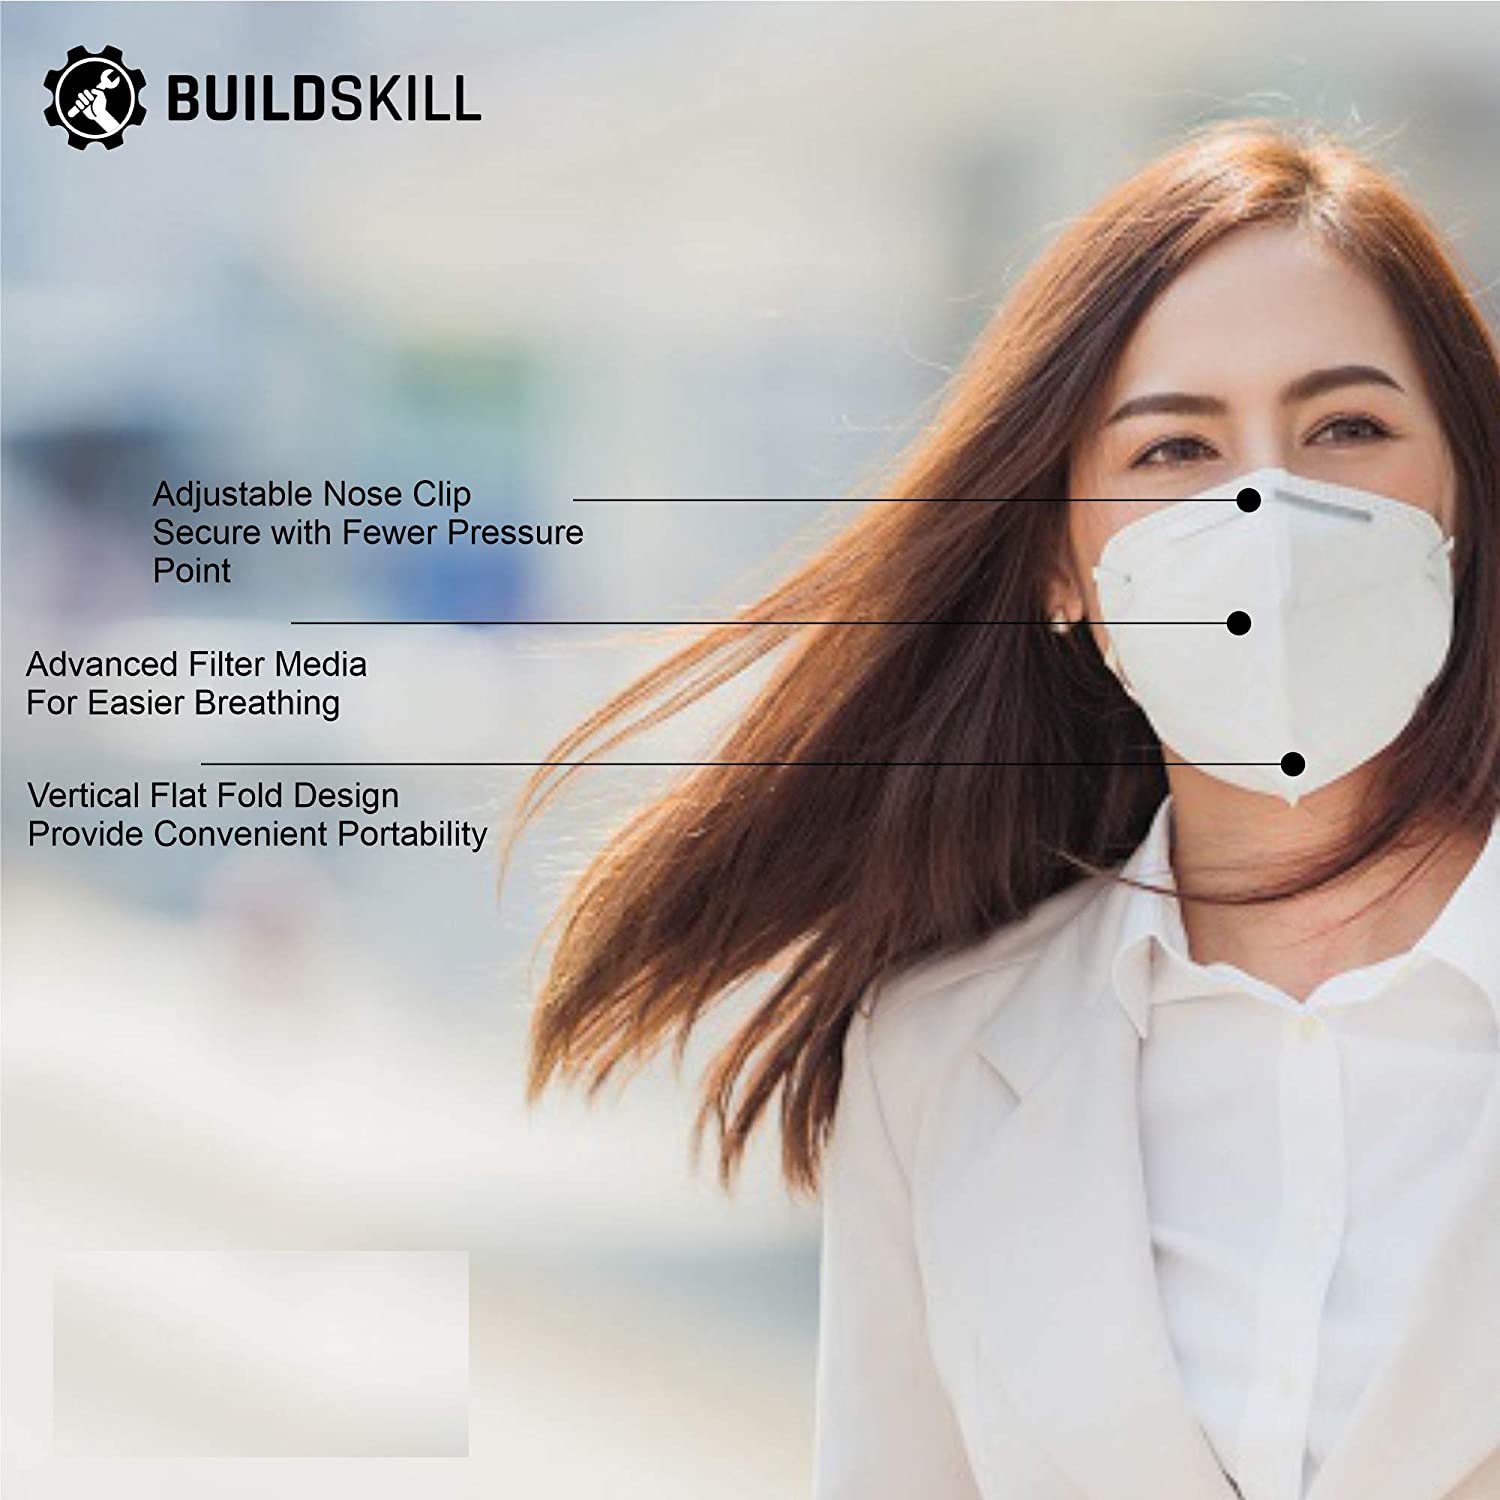 BUILDSKILL
Adjustable Nose Clip
Secure with Fewer Pressure
Point
Advanced Filter Media
For Easier Breathing
Vertical Flat Fold Design
Provide Convenient Portability